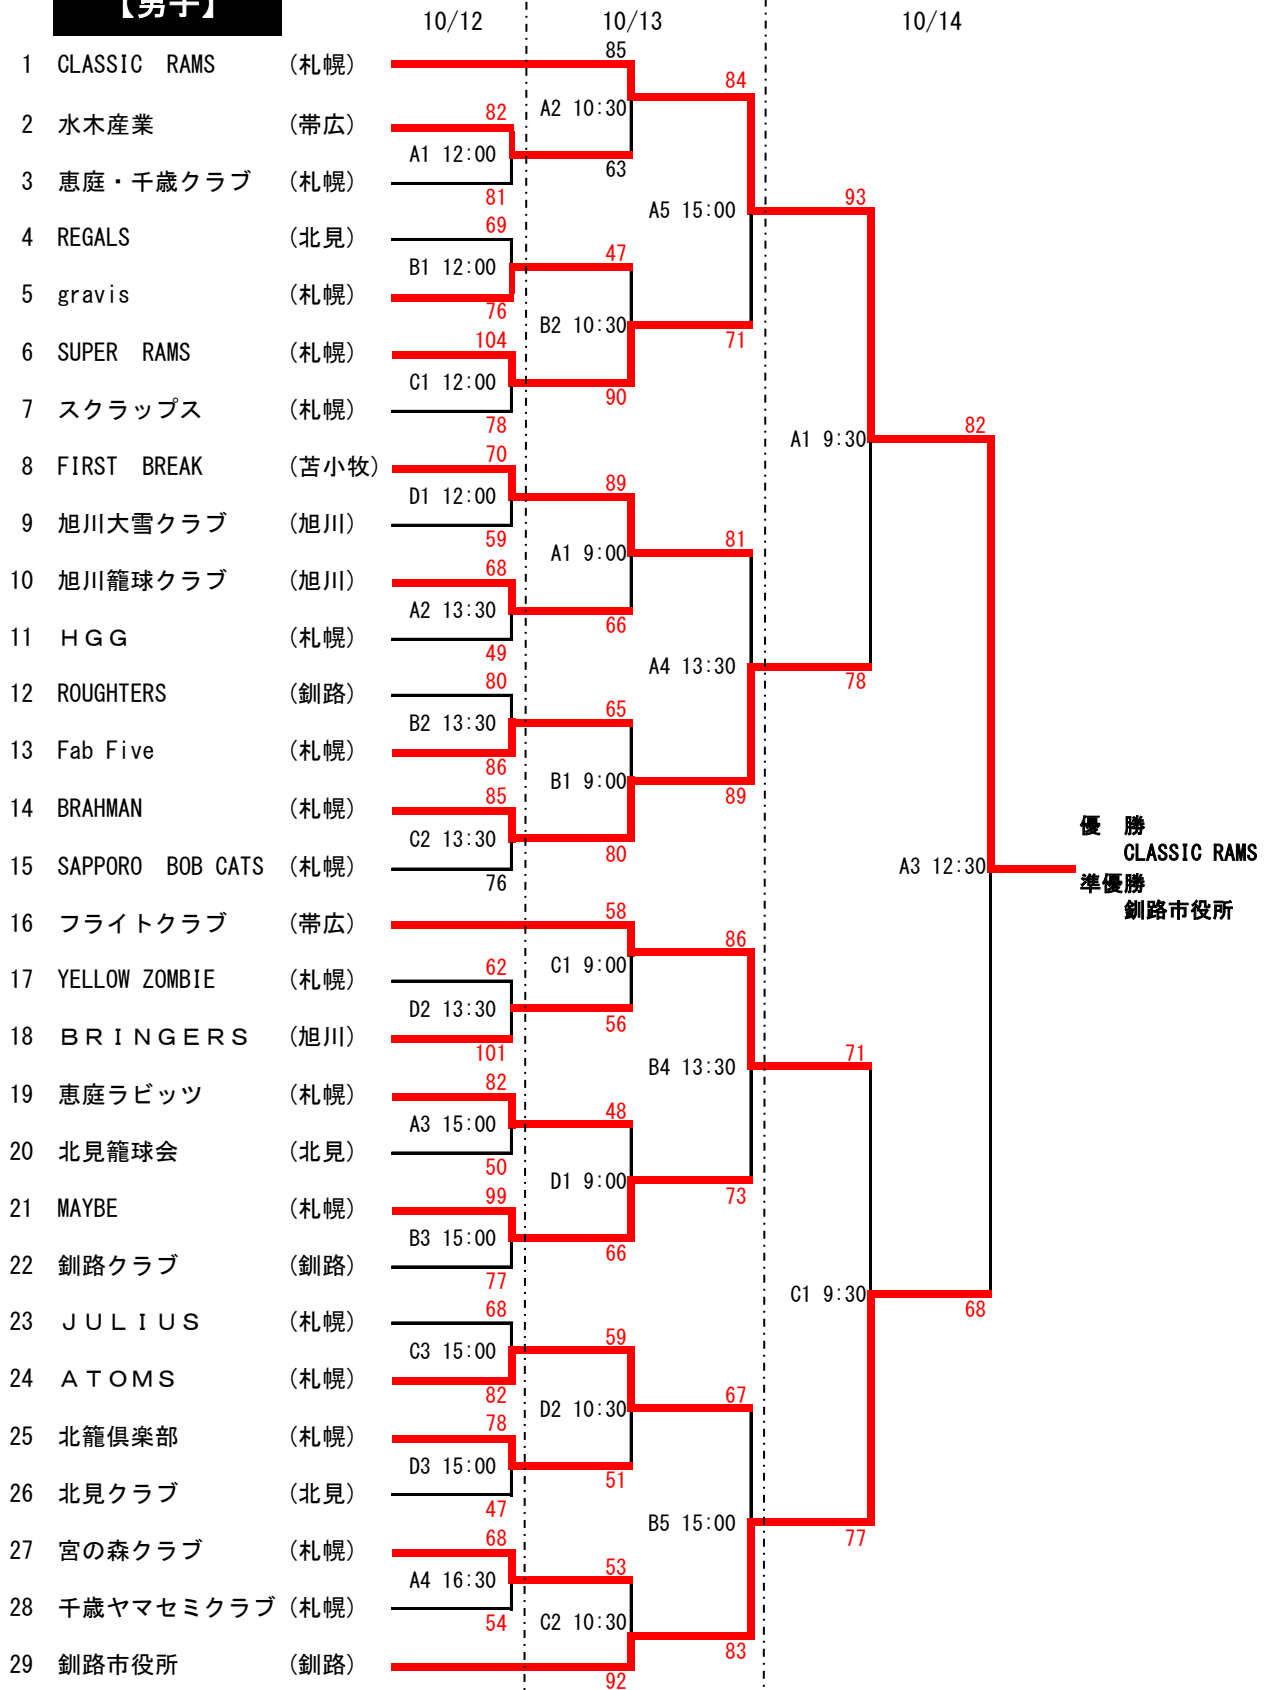 【男子】
10/12 10/13 10/14
85
1 CLASSIC RAMS (札幌)
84
A2 10:30
82
2 水木産業 (帯広)
A1 12:00
63
3 恵庭・千歳クラブ (札幌)
81
93
A5 15:00
69
4 REGALS (北見)
47
B1 12:00
5 gravis (札幌)
76
B2 10:30
104
71
6 SUPER RAMS (札幌)
C1 12:00
90
7 スクラップス (札幌)
78
82
A1 9:30
70
8 FIRST BREAK (苫小牧)
89
D1 12:00
9 旭川大雪クラブ (旭川)
59
81
A1 9:00
68
10 旭川籠球クラブ (旭川)
A2 13:30
66
11 HGG (札幌)
49
A4 13:30
80
78
12 ROUGHTERS (釧路)
65
B2 13:30
13 Fab Five (札幌)
86
B1 9:00
85
89
14 BRAHMAN (札幌)
優 勝
C2 13:30
80
CLASSIC RAMS
15 SAPPORO BOB CATS (札幌)
A3 12:30
76
準優勝
釧路市役所
58
16 フライトクラブ (帯広)
86
C1 9:00
62
17 YELLOW ZOMBIE (札幌)
D2 13:30
56
18 BRINGERS (旭川)
101
71
B4 13:30
82
19 恵庭ラビッツ (札幌)
48
A3 15:00
20 北見籠球会 (北見)
50
D1 9:00
99
73
21 MAYBE (札幌)
B3 15:00
66
22 釧路クラブ (釧路)
77
C1 9:30
68
68
23 JULIUS (札幌)
59
C3 15:00
24 ATOMS (札幌)
82
67
D2 10:30
78
25 北籠倶楽部 (札幌)
D3 15:00
51
26 北見クラブ (北見)
47
B5 15:00
68
77
27 宮の森クラブ (札幌)
53
A4 16:30
28 千歳ヤマセミクラブ (札幌)
54
C2 10:30
83
29 釧路市役所 (釧路)
92